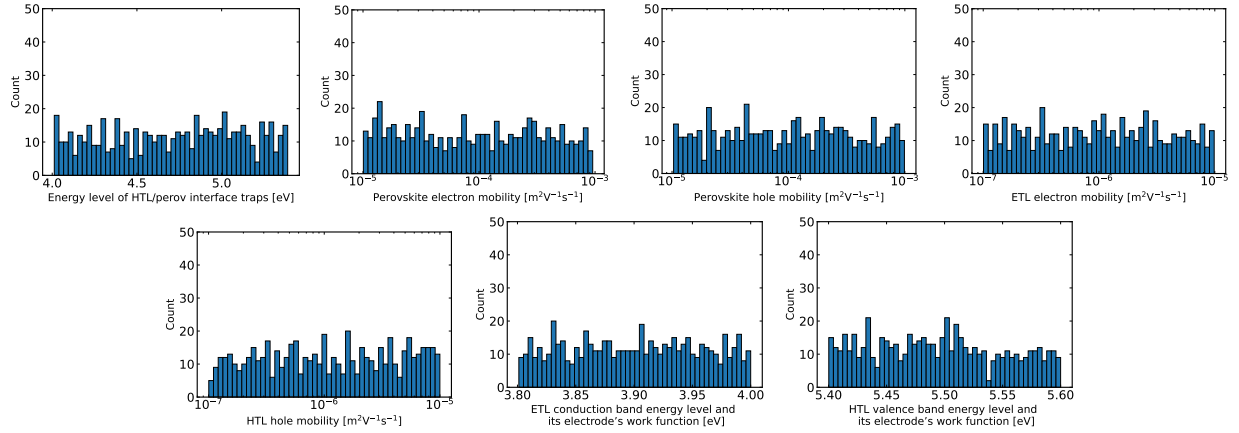 50
40
30
20
10
0
Count
4.0 4.5 5.0
Energy level of HTL/perov interface traps [eV]
50
40
30
20
10
0
Count
10⁻⁵ 10⁻⁴ 10⁻³
Perovskite electron mobility [m²V⁻¹s⁻¹]
50
40
30
20
10
0
Count
10⁻⁵ 10⁻⁴ 10⁻³
Perovskite hole mobility [m²V⁻¹s⁻¹]
50
40
30
20
10
0
Count
10⁻⁷ 10⁻⁶ 10⁻⁵
ETL electron mobility [m²V⁻¹s⁻¹]
50
40
30
20
10
0
Count
10⁻⁷ 10⁻⁶ 10⁻⁵
HTL hole mobility [m²V⁻¹s⁻¹]
50
40
30
20
10
0
Count
3.80 3.85 3.90 3.95 4.00
ETL conduction band energy level and
its electrode's work function [eV]
50
40
30
20
10
0
Count
5.40 5.45 5.50 5.55 5.60
HTL valence band energy level and
its electrode's work function [eV]